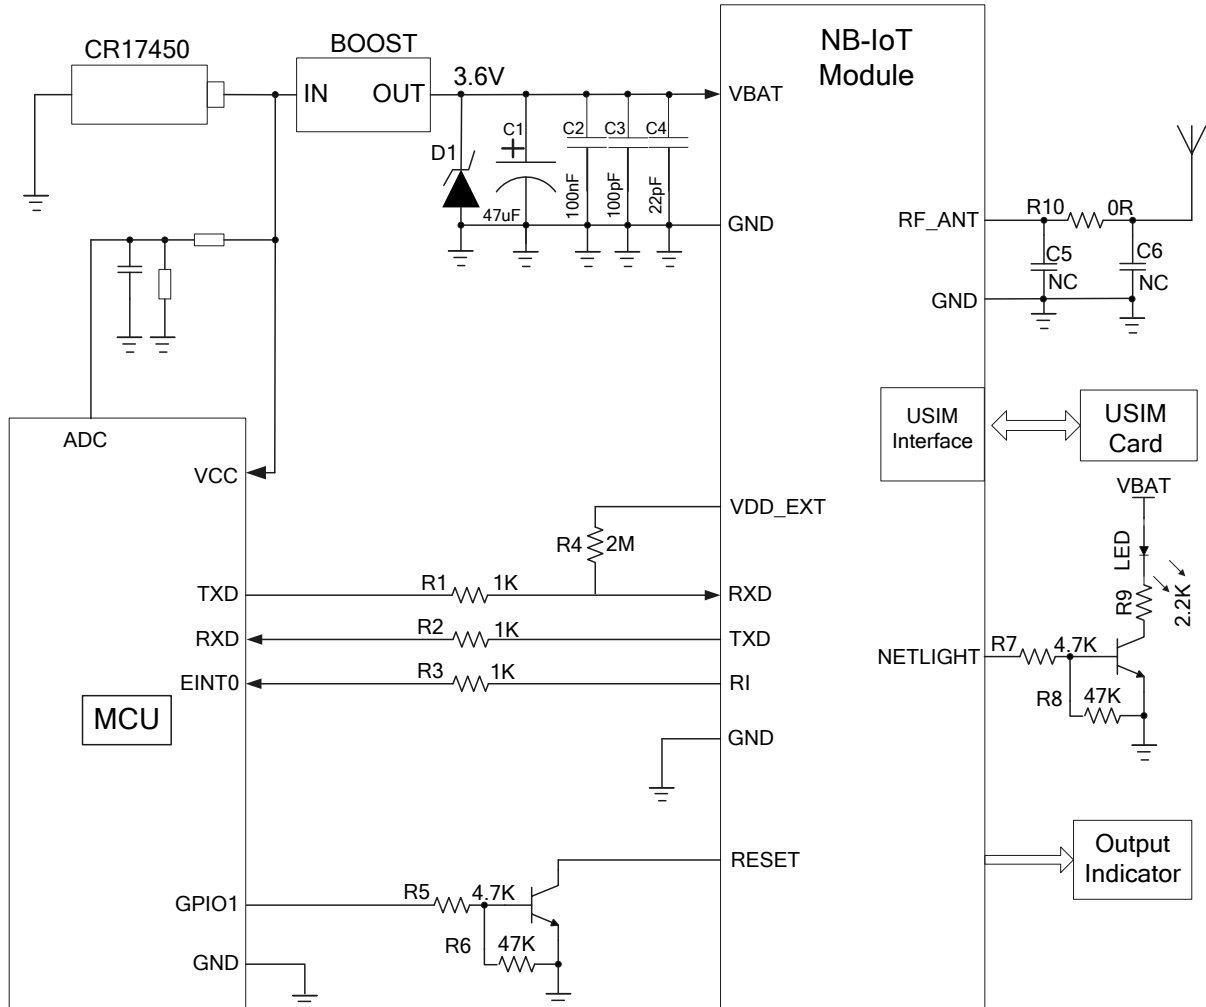 CR17450
BOOST
IN
OUT
3.6V
NB-IoT
Module
VBAT
D1
C1
47uF
C2
100nF
C3
100pF
C4
22pF
GND
RF_ANT
R10
0R
C5
NC
C6
NC
GND
ADC
VCC
USIM
Interface
USIM
Card
VDD_EXT
R4
2M
VBAT
LED
R9
2.2K
TXD
R1
1K
RXD
RXD
R2
1K
TXD
EINT0
R3
1K
RI
MCU
GND
NETLIGHT
R7
4.7K
R8
47K
RESET
Output
Indicator
GPIO1
R5
4.7K
R6
47K
GND